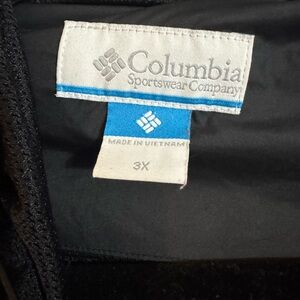 Columbia
Sportswear Company
MADE IN VIETNAM
3X